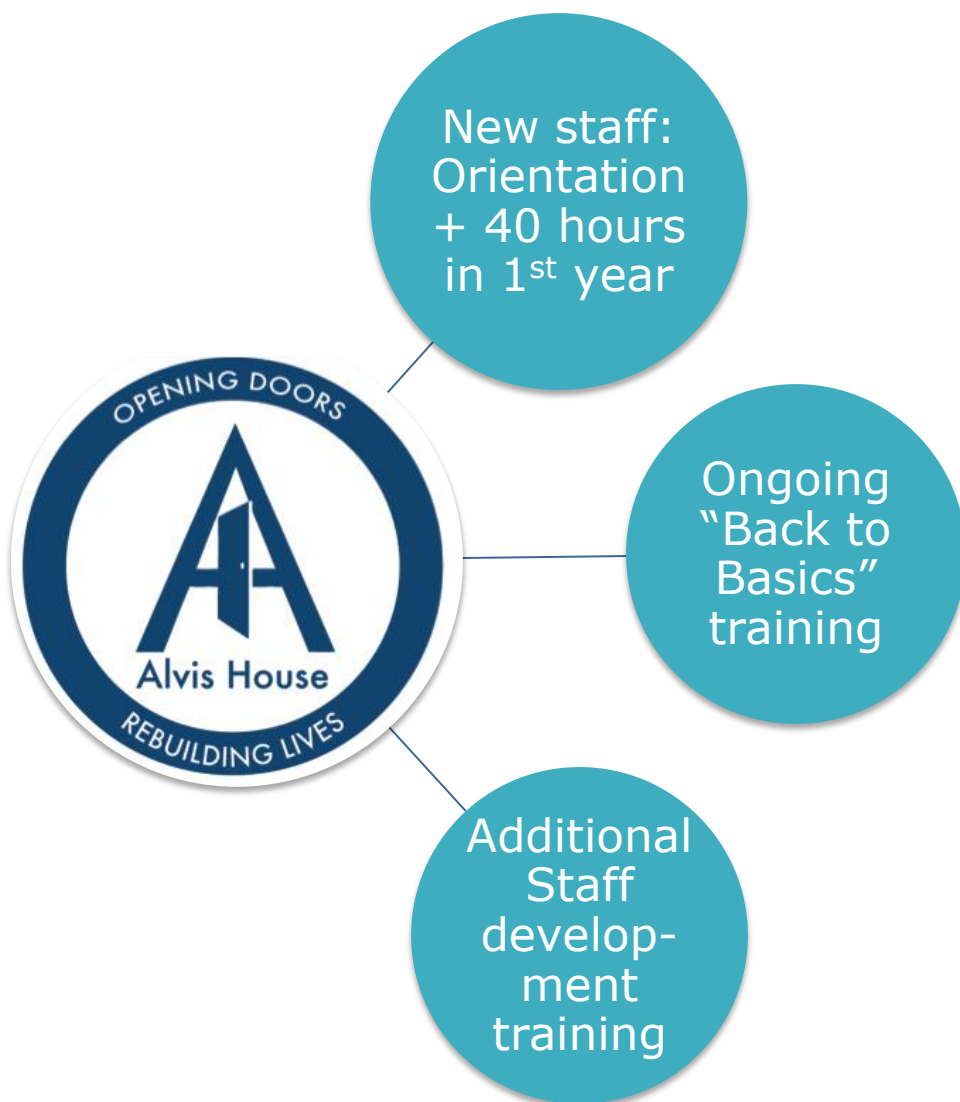 New staff:
Orientation
+ 40 hours
in 1st year
OPENING DOORS
Alvis House
REBUILDING LIVES
Ongoing
“Back to
Basics”
training
Additional
Staff
develop-
ment
training